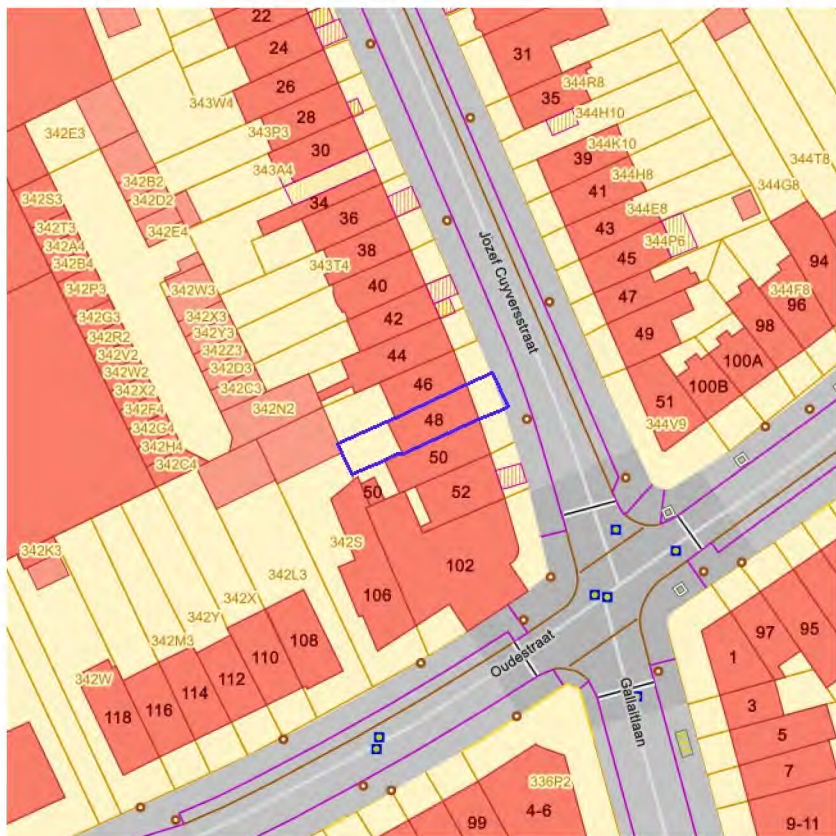 22
24
26
28
30
34
36
38
40
42
44
46
48
50
52
50
102
106
108
110
112
114
116
118
31
35
39
41
43
45
47
49
51
100B
100A
98
96
94
97
95
1
3
5
7
9-11
99
4-6
342E3
343W4
343P3
343A4
342B2
342D2
342E4
342S3
342T3
342A4
342B4
342P3
342G3
342R2
342V2
342W2
342X2
342F4
342G4
342H4
342C4
342W3
342X3
342Y3
342Z3
342D3
342C3
342N2
343T4
344R8
344H10
344K10
344H8
344E8
344P6
344G8
344T8
344F8
344V9
342K3
342S
342L3
342X
342Y
342M3
342W
336P2
Jozef Cuyversstraat
Oudestraat
Gallaitlaan